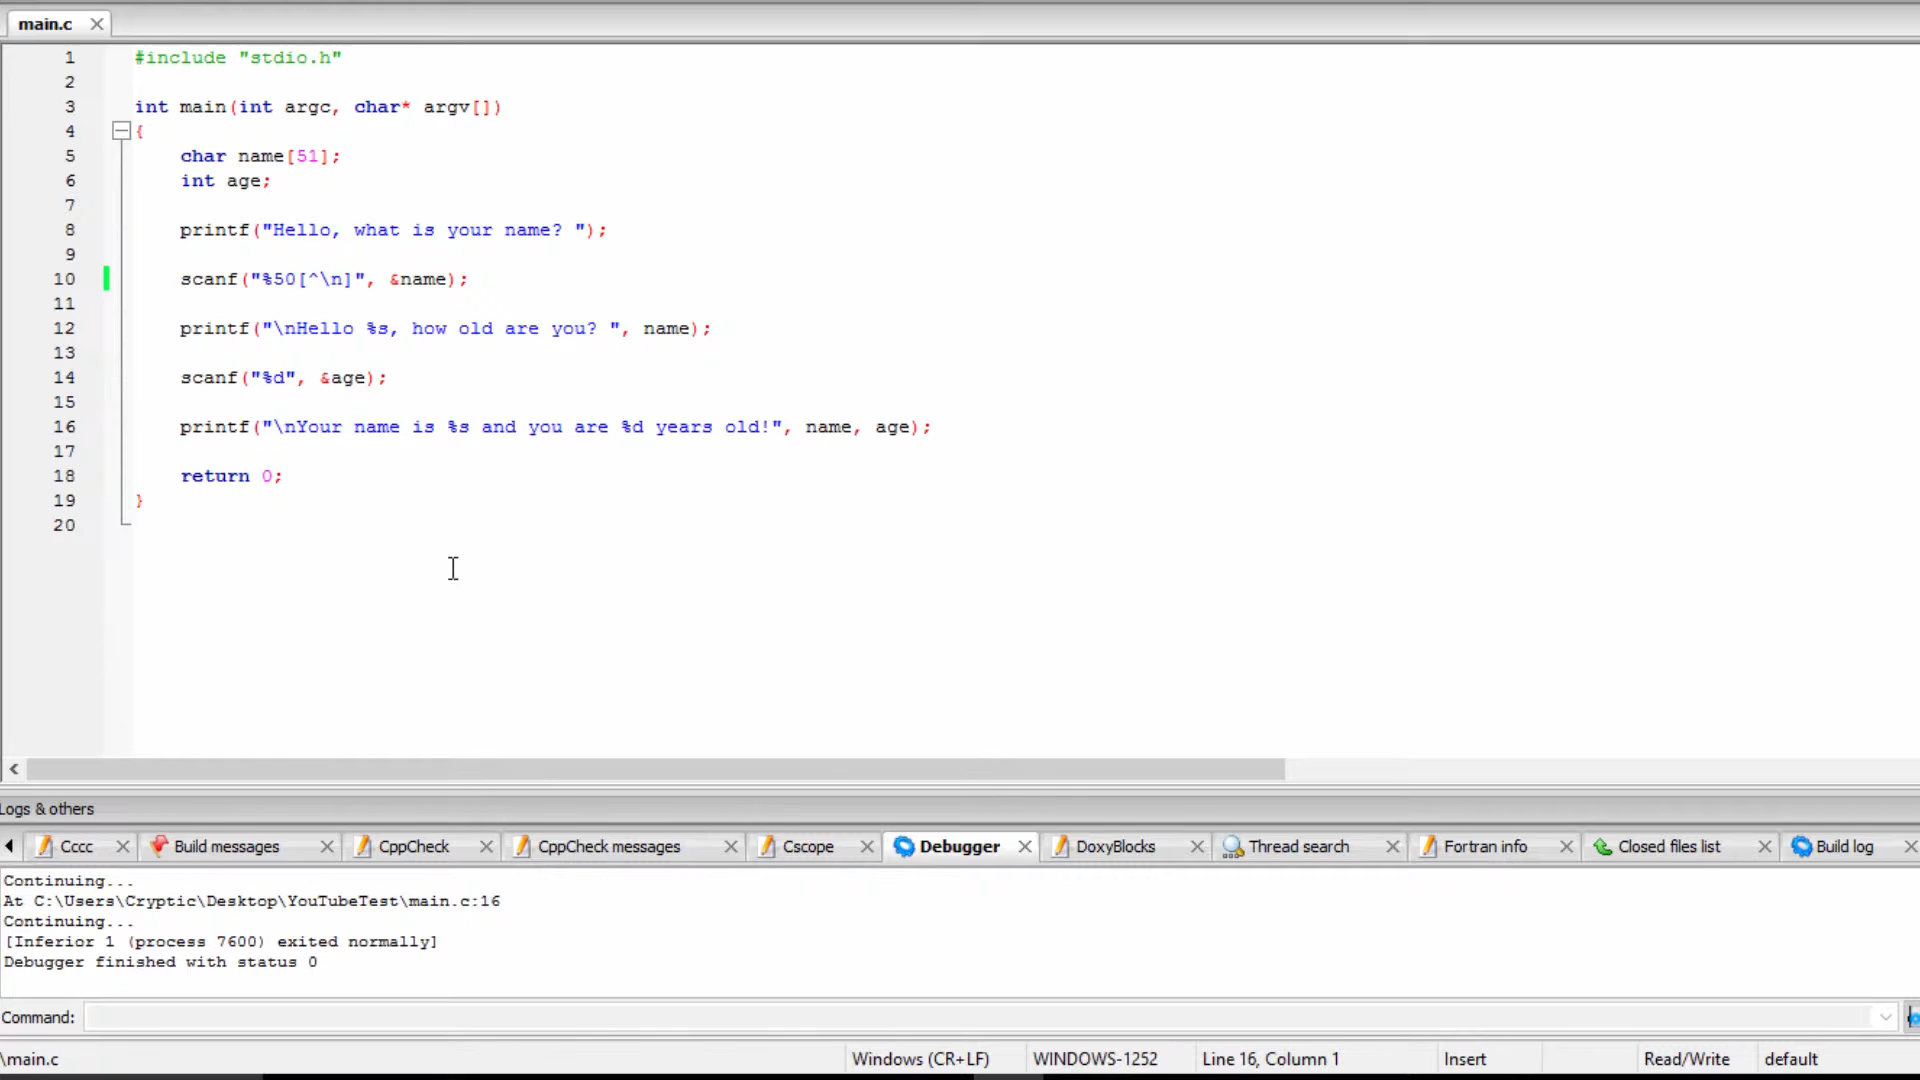 main.c
1 #include "stdio.h"
2
3 int main(int argc, char* argv[])
4 {
5 char name[51];
6 int age;
7
8 printf("Hello, what is your name? ");
9
10 scanf("%50[^\n]", &name);
11
12 printf("\nHello %s, how old are you? ", name);
13
14 scanf("%d", &age);
15
16 printf("\nYour name is %s and you are %d years old!", name, age);
17
18 return 0;
19 }
20
Logs & others
Cccc Build messages CppCheck CppCheck messages Cscope Debugger DoxyBlocks Thread search Fortran info Closed files list Build log
Continuing...
At C:\Users\Cryptic\Desktop\YouTubeTest\main.c:16
Continuing...
[Inferior 1 (process 7600) exited normally]
Debugger finished with status 0
Command:
\main.c Windows (CR+LF) WINDOWS-1252 Line 16, Column 1 Insert Read/Write default